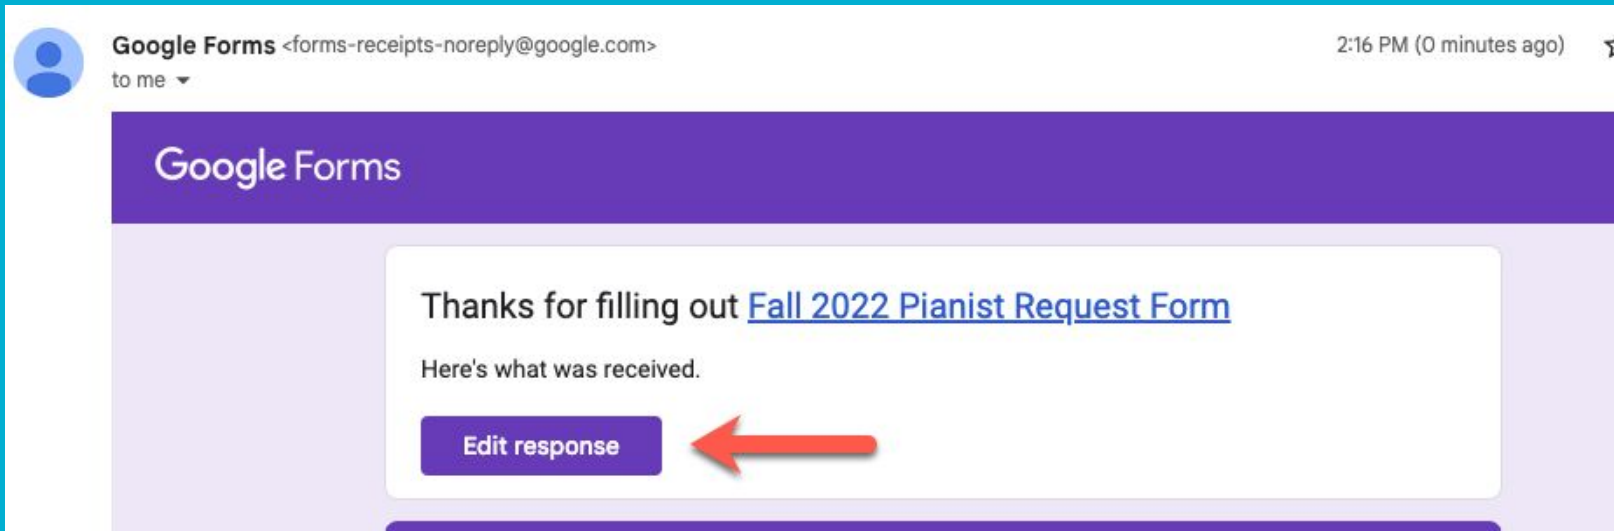 Google Forms <forms-receipts-noreply@google.com>
2:16 PM (0 minutes ago)
to me
Google Forms
Thanks for filling out Fall 2022 Pianist Request Form
Here's what was received.
Edit response